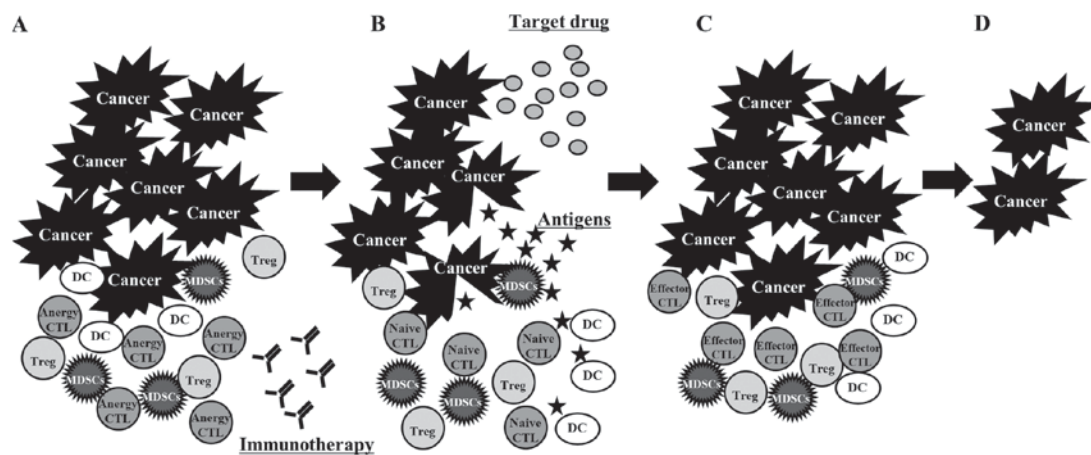 A
Cancer
Cancer
Cancer
Cancer
Cancer
Cancer
Treg
DC
Cancer
MDSCs
Anergy
CTL
DC
DC
Anergy
CTL
Anergy
CTL
Treg
MDSCs
Treg
Anergy
CTL
MDSCs
Anergy
CTL
Immunotherapy
B
Target drug
Cancer
Cancer
Cancer
Antigens
Cancer
Cancer
Treg
MDSCs
Naive
CTL
Naive
CTL
DC
Naive
CTL
DC
MDSCs
Treg
MDSCs
Treg
Naive
CTL
DC
C
Cancer
Cancer
Cancer
Cancer
Cancer
Cancer
DC
MDSCs
Effector
CTL
Treg
Cancer
Effector
CTL
DC
Effector
CTL
Effector
CTL
Effector
CTL
Treg
MDSCs
Treg
MDSCs
DC
D
Cancer
Cancer